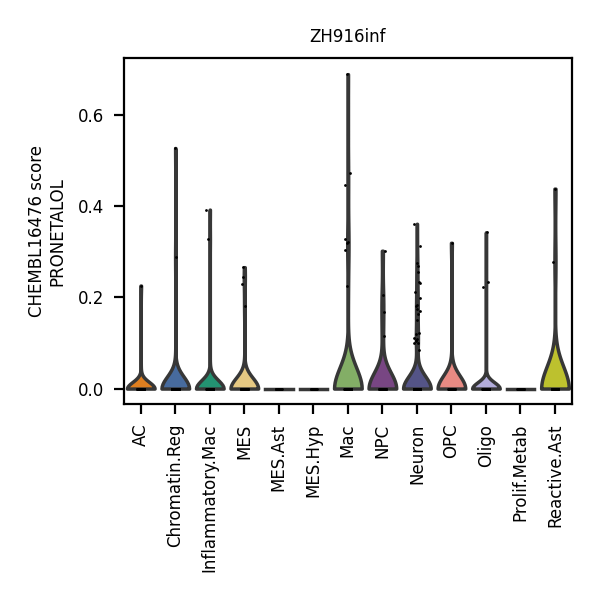 ZH916inf
CHEMBL16476 score
PRONETALOL
0.6
0.4
0.2
0.0
AC
Chromatin.Reg
Inflammatory.Mac
MES
MES.Ast
MES.Hyp
Mac
NPC
Neuron
OPC
Oligo
Prolif.Metab
Reactive.Ast